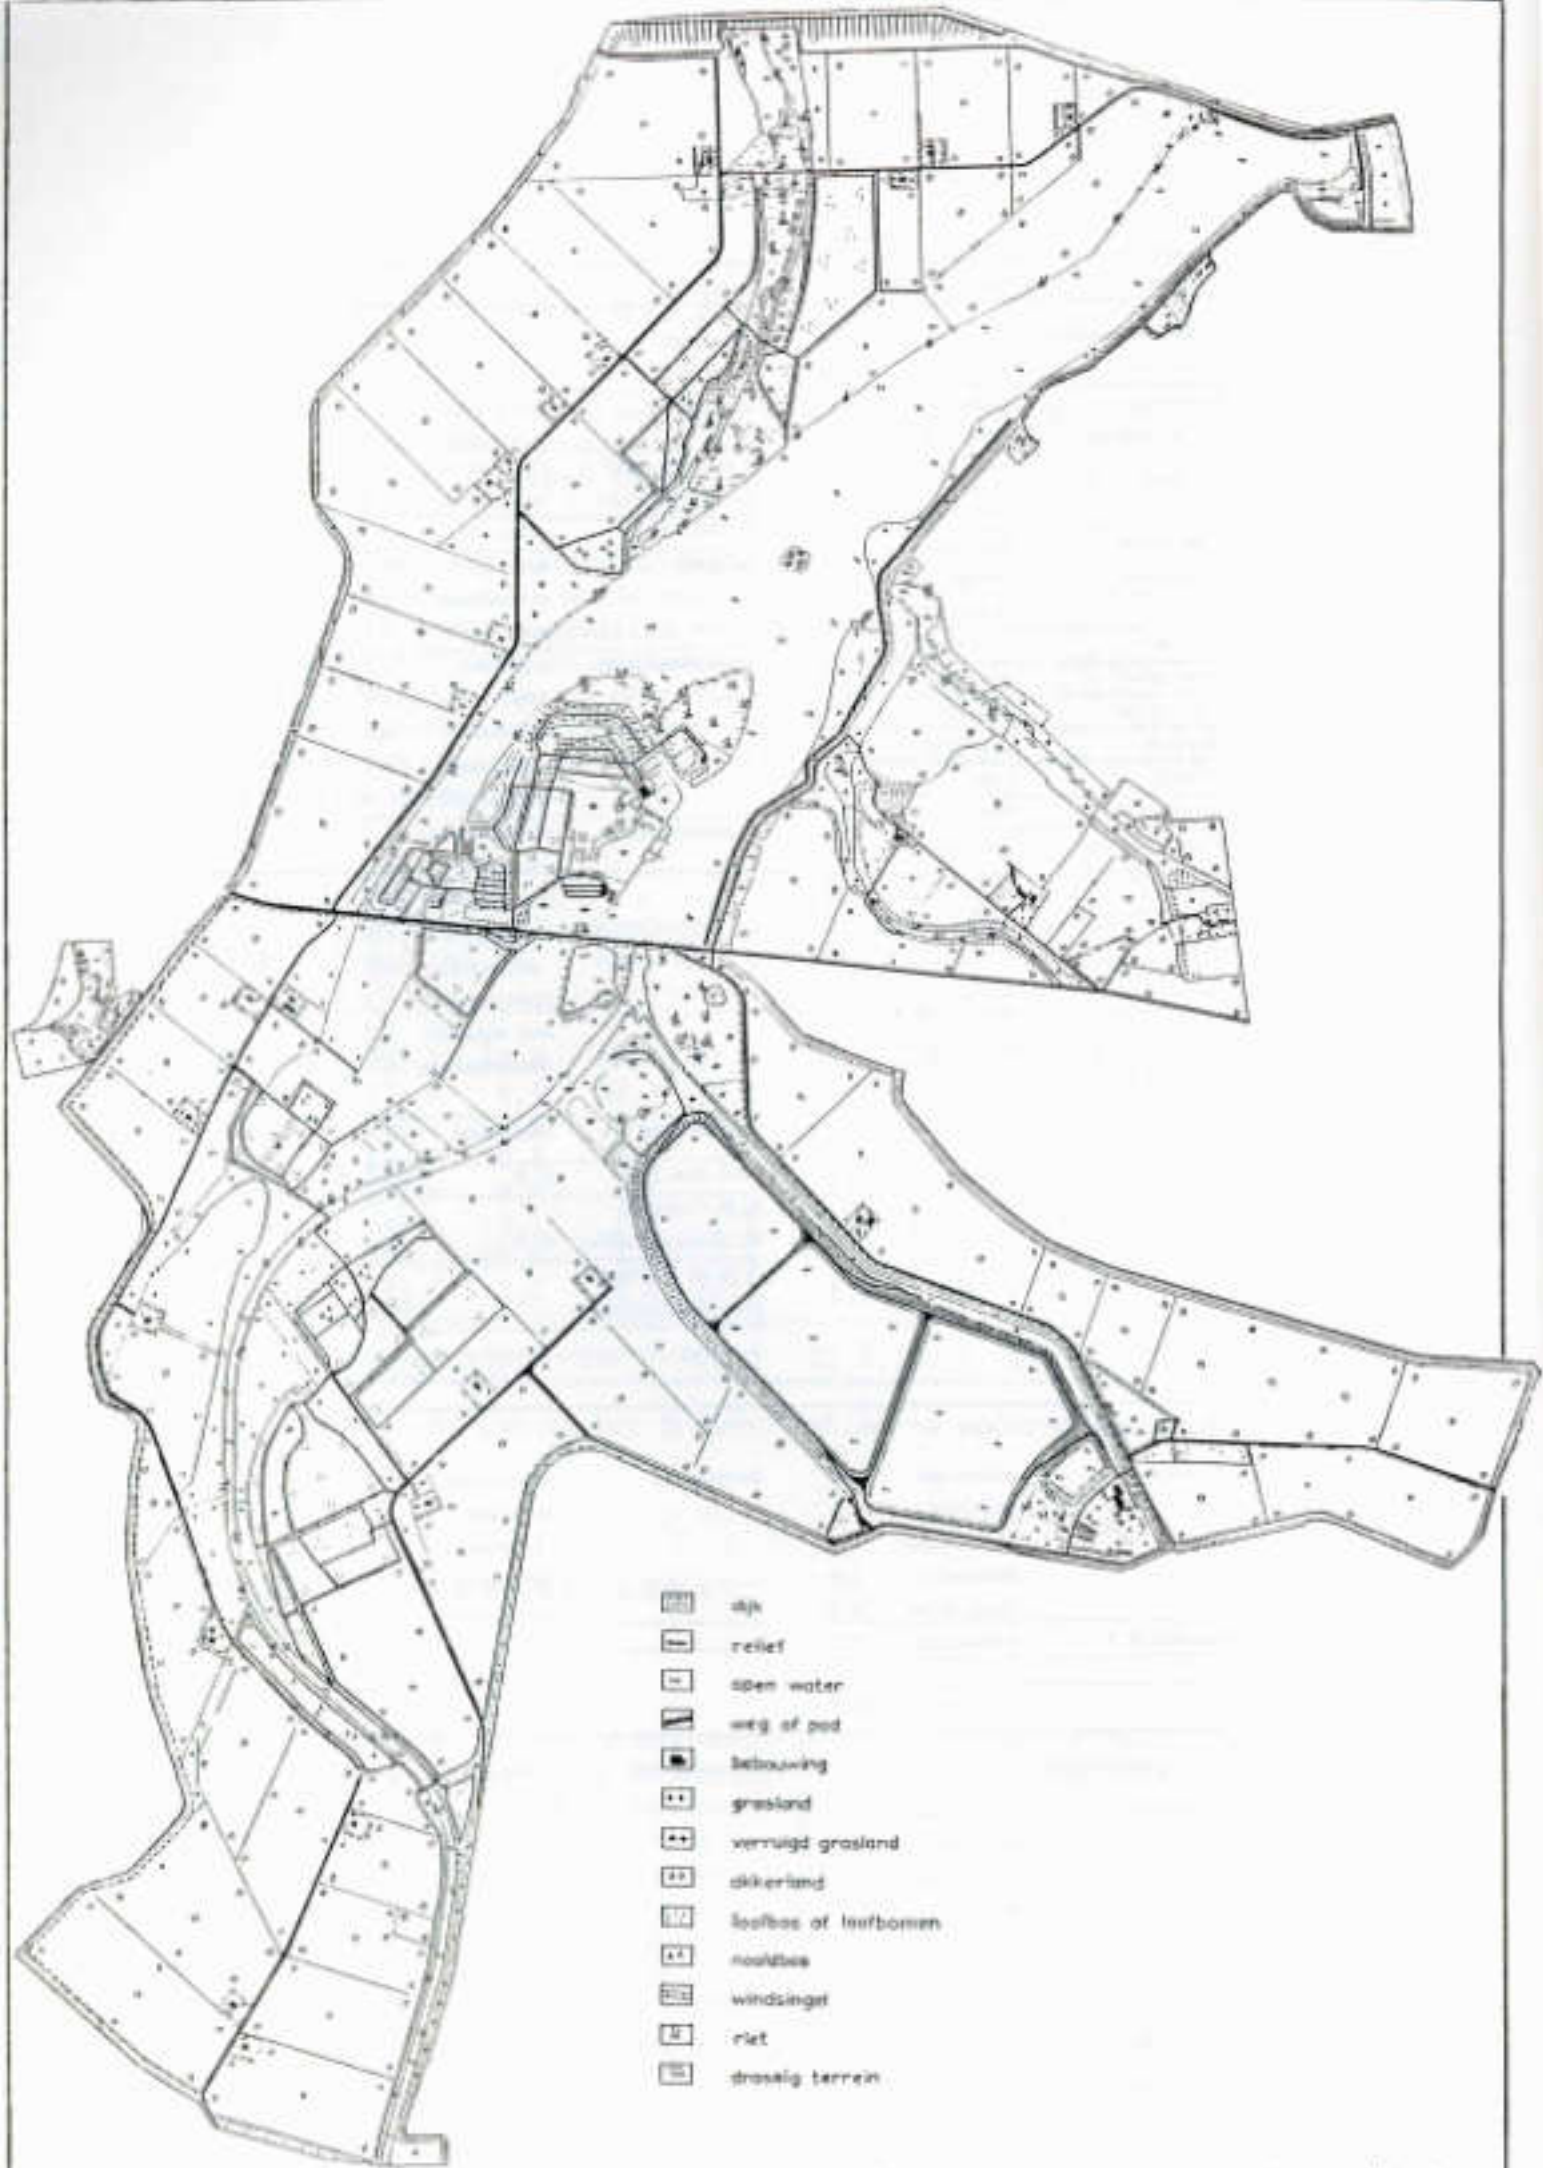 dijk
relief
open water
weg of pad
bebouwing
grasland
verruigd grasland
akkerland
loofbos of loofbomen
naaldbos
windsingel
riet
drassig terrein